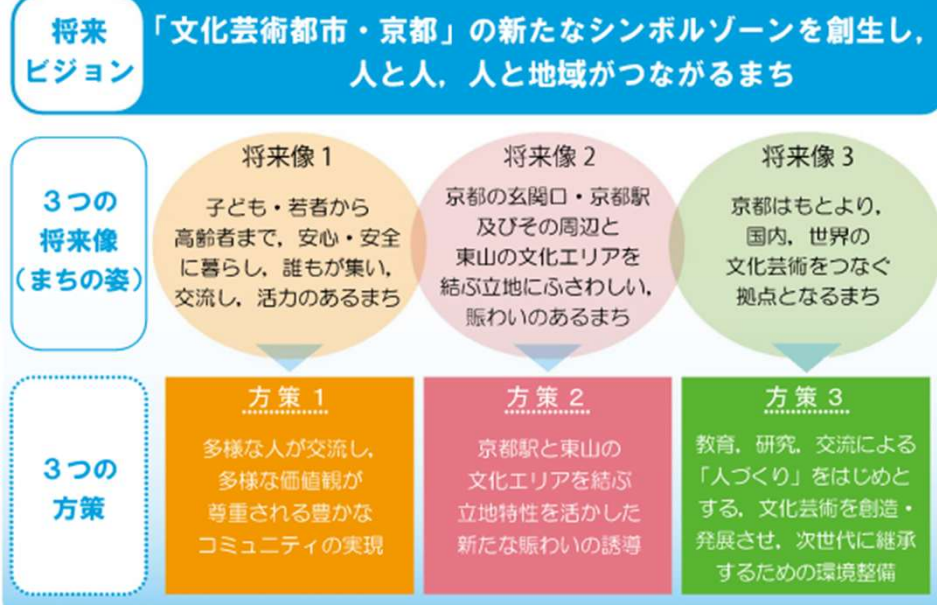 将来
ビジョン
「文化芸術都市・京都」の新たなシンボルゾーンを創生し，
人と人，人と地域がつながるまち
３つの
将来像
（まちの姿）
将来像１
子ども・若者から
高齢者まで，安心・安全
に暮らし，誰もが集い，
交流し，活力のあるまち
将来像２
京都の玄関口・京都駅
及びその周辺と
東山の文化エリアを
結ぶ立地にふさわしい，
賑わいのあるまち
将来像３
京都はもとより，
国内，世界の
文化芸術をつなぐ
拠点となるまち
３つの
方策
方策１
多様な人が交流し，
多様な価値観が
尊重される豊かな
コミュニティの実現
方策２
京都駅と東山の
文化エリアを結ぶ
立地特性を活かした
新たな賑わいの誘導
方策３
教育，研究，交流による
「人づくり」をはじめと
する，文化芸術を創造・
発展させ，次世代に継承
するための環境整備